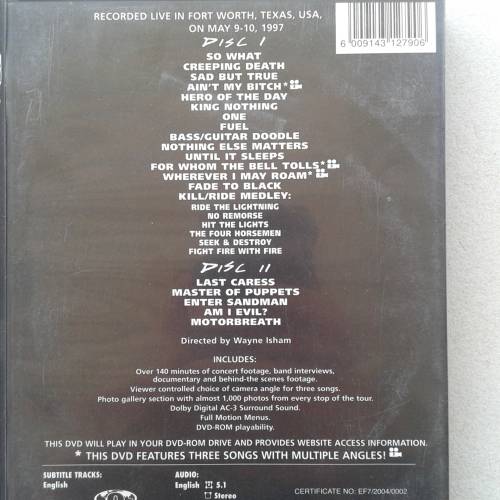 RECORDED LIVE IN FORT WORTH, TEXAS, USA,
ON MAY 9-10, 1997
6 009143 127906
DISC I
SO WHAT
CREEPING DEATH
SAD BUT TRUE
AIN'T MY BITCH*
HERO OF THE DAY
KING NOTHING
ONE
FUEL
BASS/GUITAR DOODLE
NOTHING ELSE MATTERS
UNTIL IT SLEEPS
FOR WHOM THE BELL TOLLS*
WHEREVER I MAY ROAM*
FADE TO BLACK
KILL/RIDE MEDLEY:
RIDE THE LIGHTNING
NO REMORSE
HIT THE LIGHTS
THE FOUR HORSEMEN
SEEK & DESTROY
FIGHT FIRE WITH FIRE
DISC II
LAST CARESS
MASTER OF PUPPETS
ENTER SANDMAN
AM I EVIL?
MOTORBREATH
Directed by Wayne Isham
INCLUDES:
Over 140 minutes of concert footage, band interviews,
documentary and behind-the scenes footage.
Viewer controlled choice of camera angle for three songs.
Photo gallery section with almost 1,000 photos from every stop of the tour.
Dolby Digital AC-3 Surround Sound.
Full Motion Menus.
DVD-ROM playability.
THIS DVD WILL PLAY IN YOUR DVD-ROM DRIVE AND PROVIDES WEBSITE ACCESS INFORMATION.
* THIS DVD FEATURES THREE SONGS WITH MULTIPLE ANGLES!
SUBTITLE TRACKS:
English
AUDIO:
English 5.1
Stereo
CERTIFICATE NO: EF7/2004/0002